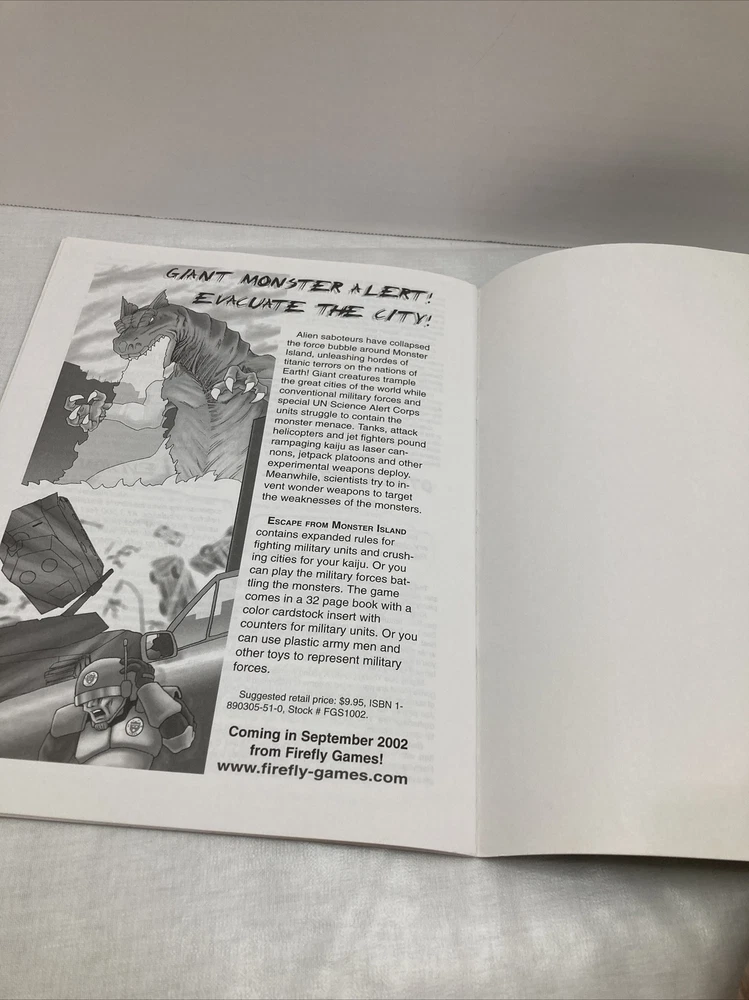 GIANT MONSTER ALERT!
EVACUATE THE CITY!
Alien saboteurs have collapsed
the force bubble around Monster
Island, unleashing hordes of
titanic terrors on the nations of
Earth! Giant creatures trample
the great cities of the world while
conventional military forces and
special UN Science Alert Corps
units struggle to contain the
monster menace. Tanks, attack
helicopters and jet fighters pound
rampaging kaiju as laser can-
nons, jetpack platoons and other
experimental weapons deploy.
Meanwhile, scientists try to in-
vent wonder weapons to target
the weaknesses of the monsters.
ESCAPE FROM MONSTER ISLAND
contains expanded rules for
fighting military units and crush-
ing cities for your kaiju. Or you
can play the military forces bat-
tling the monsters. The game
comes in a 32 page book with a
color cardstock insert with
counters for military units. Or you
can use plastic army men and
other toys to represent military
forces.
Suggested retail price: $9.95, ISBN 1-
890305-51-0, Stock # FGS1002.
Coming in September 2002
from Firefly Games!
www.firefly-games.com